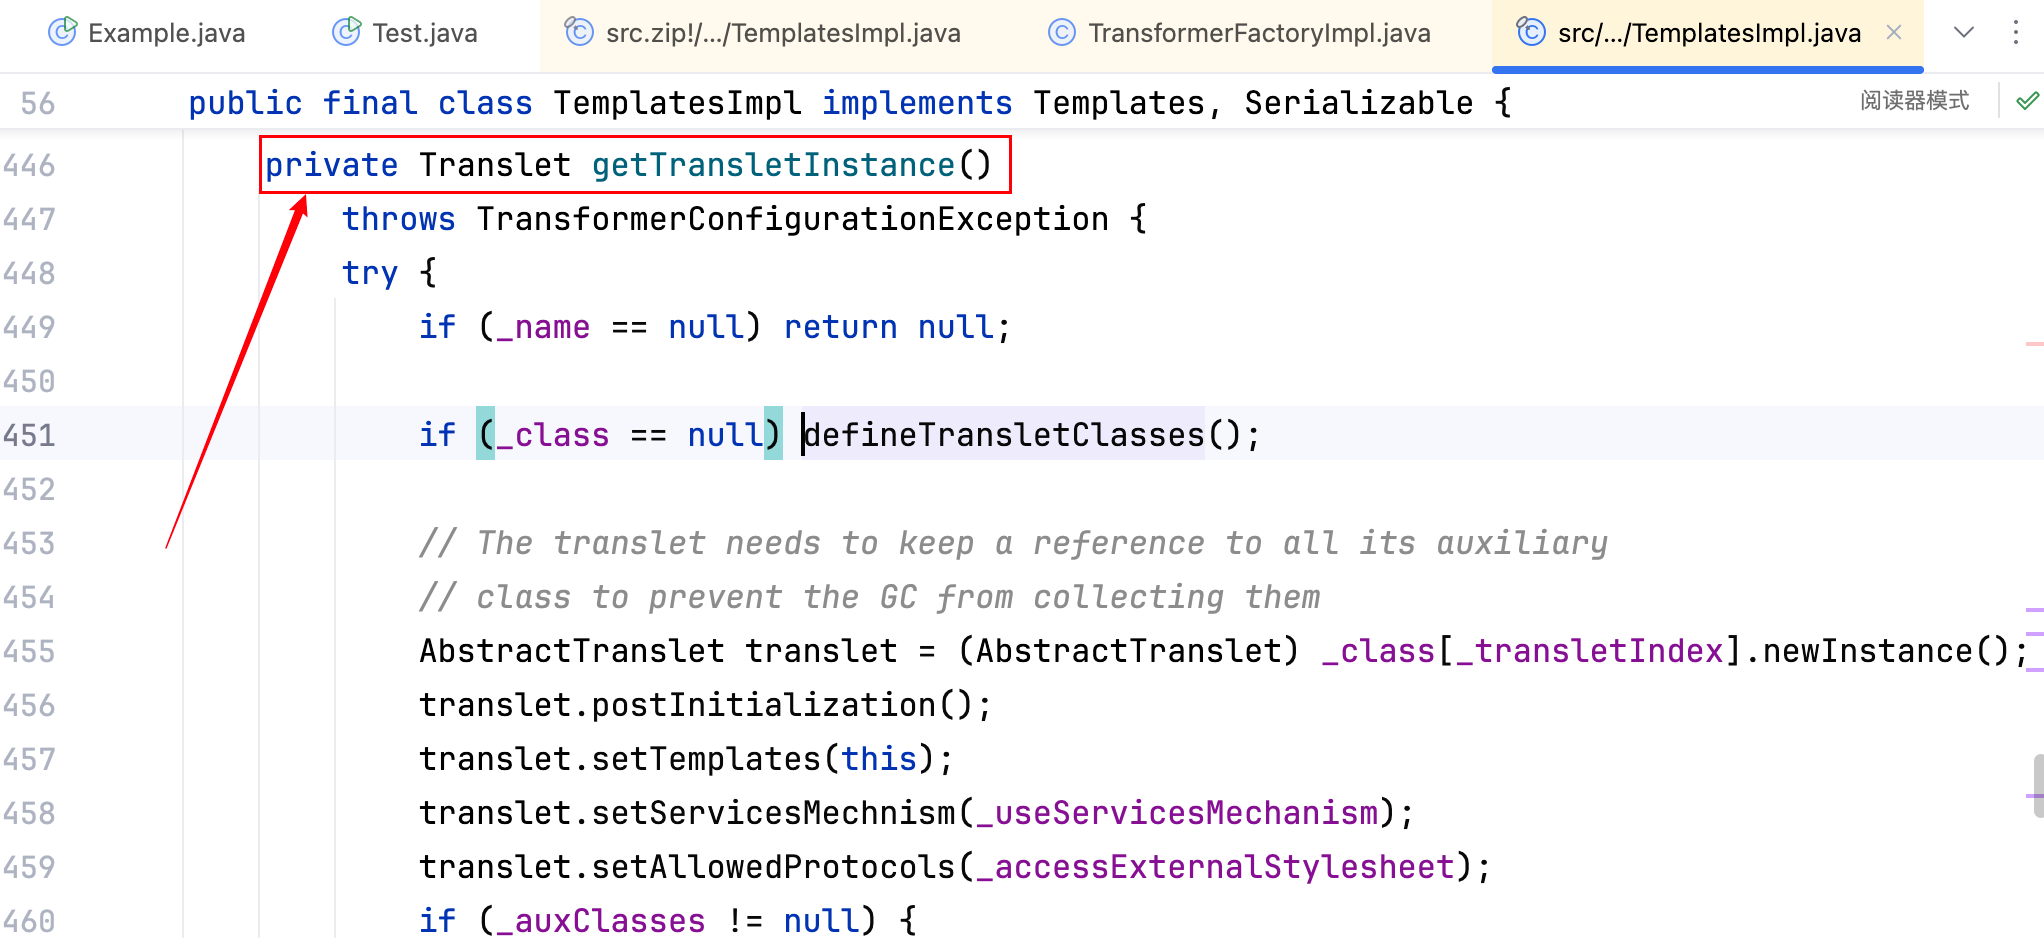 Example.java Test.java src.zip!/.../TemplatesImpl.java TransformerFactoryImpl.java src/.../TemplatesImpl.java
56 public final class TemplatesImpl implements Templates, Serializable { 阅读器模式
446 private Translet getTransletInstance()
447 throws TransformerConfigurationException {
448 try {
449 if (_name == null) return null;
450
451 if (_class == null) defineTransletClasses();
452
453 // The translet needs to keep a reference to all its auxiliary
454 // class to prevent the GC from collecting them
455 AbstractTranslet translet = (AbstractTranslet) _class[_transletIndex].newInstance();
456 translet.postInitialization();
457 translet.setTemplates(this);
458 translet.setServicesMechnism(_useServicesMechanism);
459 translet.setAllowedProtocols(_accessExternalStylesheet);
460 if (_auxClasses != null) {